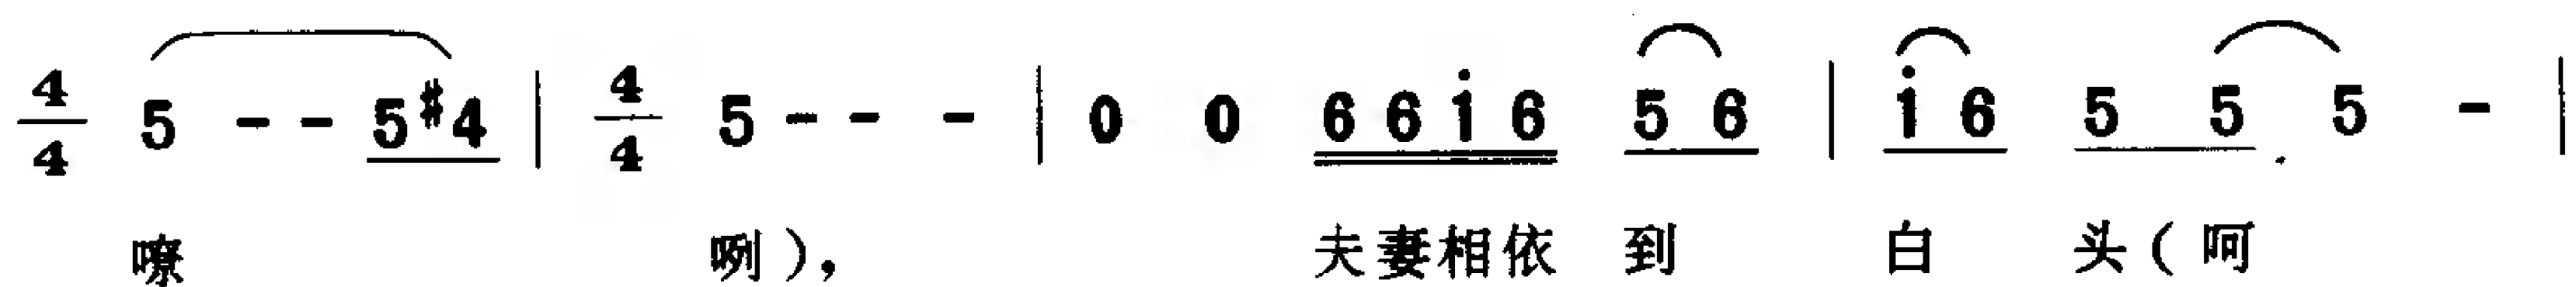 4/4 5 - - 5 #4 | 4/4 5 - - - | 0 0 6 6 i̇ 6 5 6 | i̇ 6 5 5 5 - |
嘹 咧）， 夫妻相依 到 白 头（呵